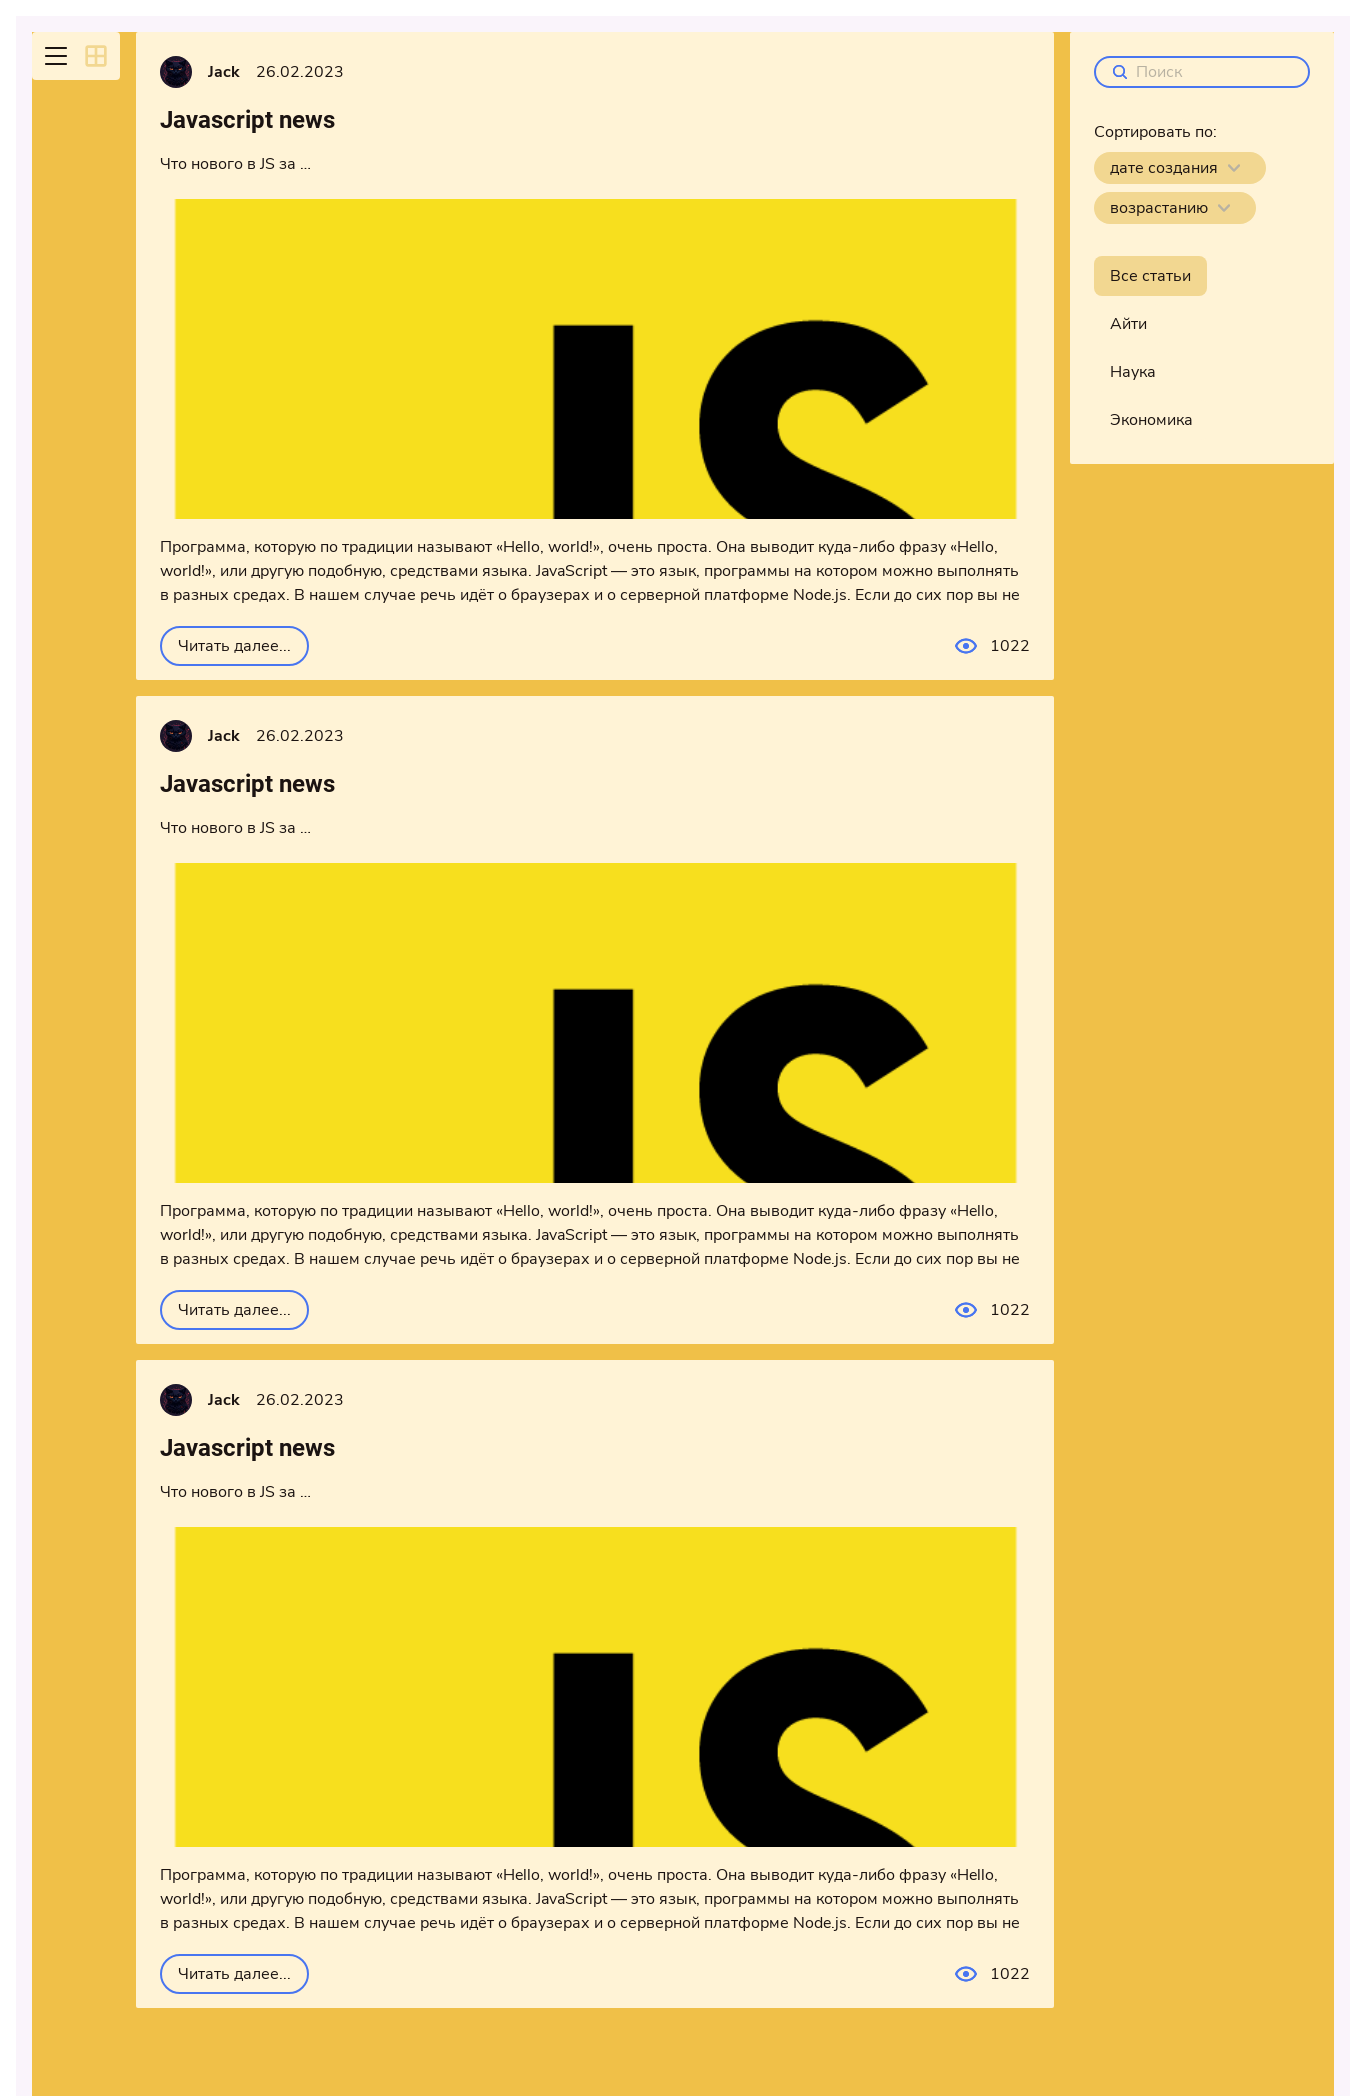 Jack 26.02.2023
Javascript news
Что нового в JS за ...
JS
Программа, которую по традиции называют «Hello, world!», очень проста. Она выводит куда-либо фразу «Hello,
world!», или другую подобную, средствами языка. JavaScript — это язык, программы на котором можно выполнять
в разных средах. В нашем случае речь идёт о браузерах и о серверной платформе Node.js. Если до сих пор вы не
Читать далее... 1022
Jack 26.02.2023
Javascript news
Что нового в JS за ...
JS
Программа, которую по традиции называют «Hello, world!», очень проста. Она выводит куда-либо фразу «Hello,
world!», или другую подобную, средствами языка. JavaScript — это язык, программы на котором можно выполнять
в разных средах. В нашем случае речь идёт о браузерах и о серверной платформе Node.js. Если до сих пор вы не
Читать далее... 1022
Jack 26.02.2023
Javascript news
Что нового в JS за ...
JS
Программа, которую по традиции называют «Hello, world!», очень проста. Она выводит куда-либо фразу «Hello,
world!», или другую подобную, средствами языка. JavaScript — это язык, программы на котором можно выполнять
в разных средах. В нашем случае речь идёт о браузерах и о серверной платформе Node.js. Если до сих пор вы не
Читать далее... 1022
Поиск
Сортировать по:
дате создания
возрастанию
Все статьи
Айти
Наука
Экономика